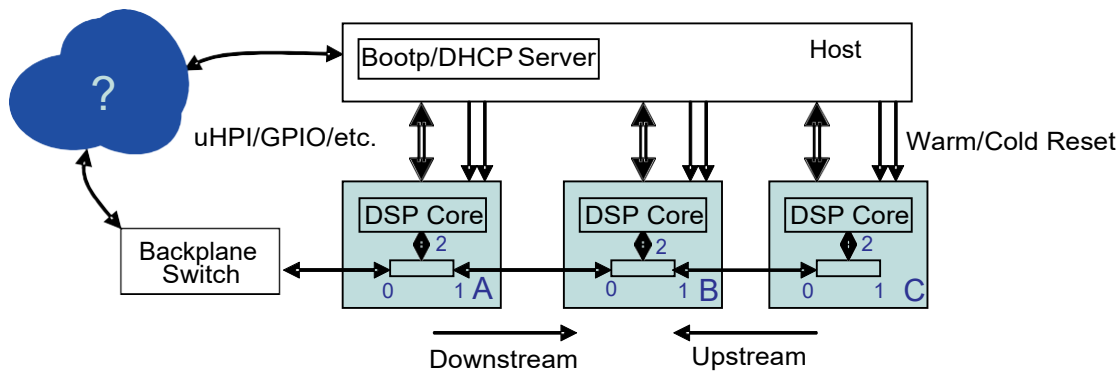 Bootp/DHCP Server
Host
?
uHPI/GPIO/etc.
Warm/Cold Reset
DSP Core
DSP Core
DSP Core
2
2
2
Backplane
Switch
0
1
A
0
1
B
0
1
C
Downstream
Upstream